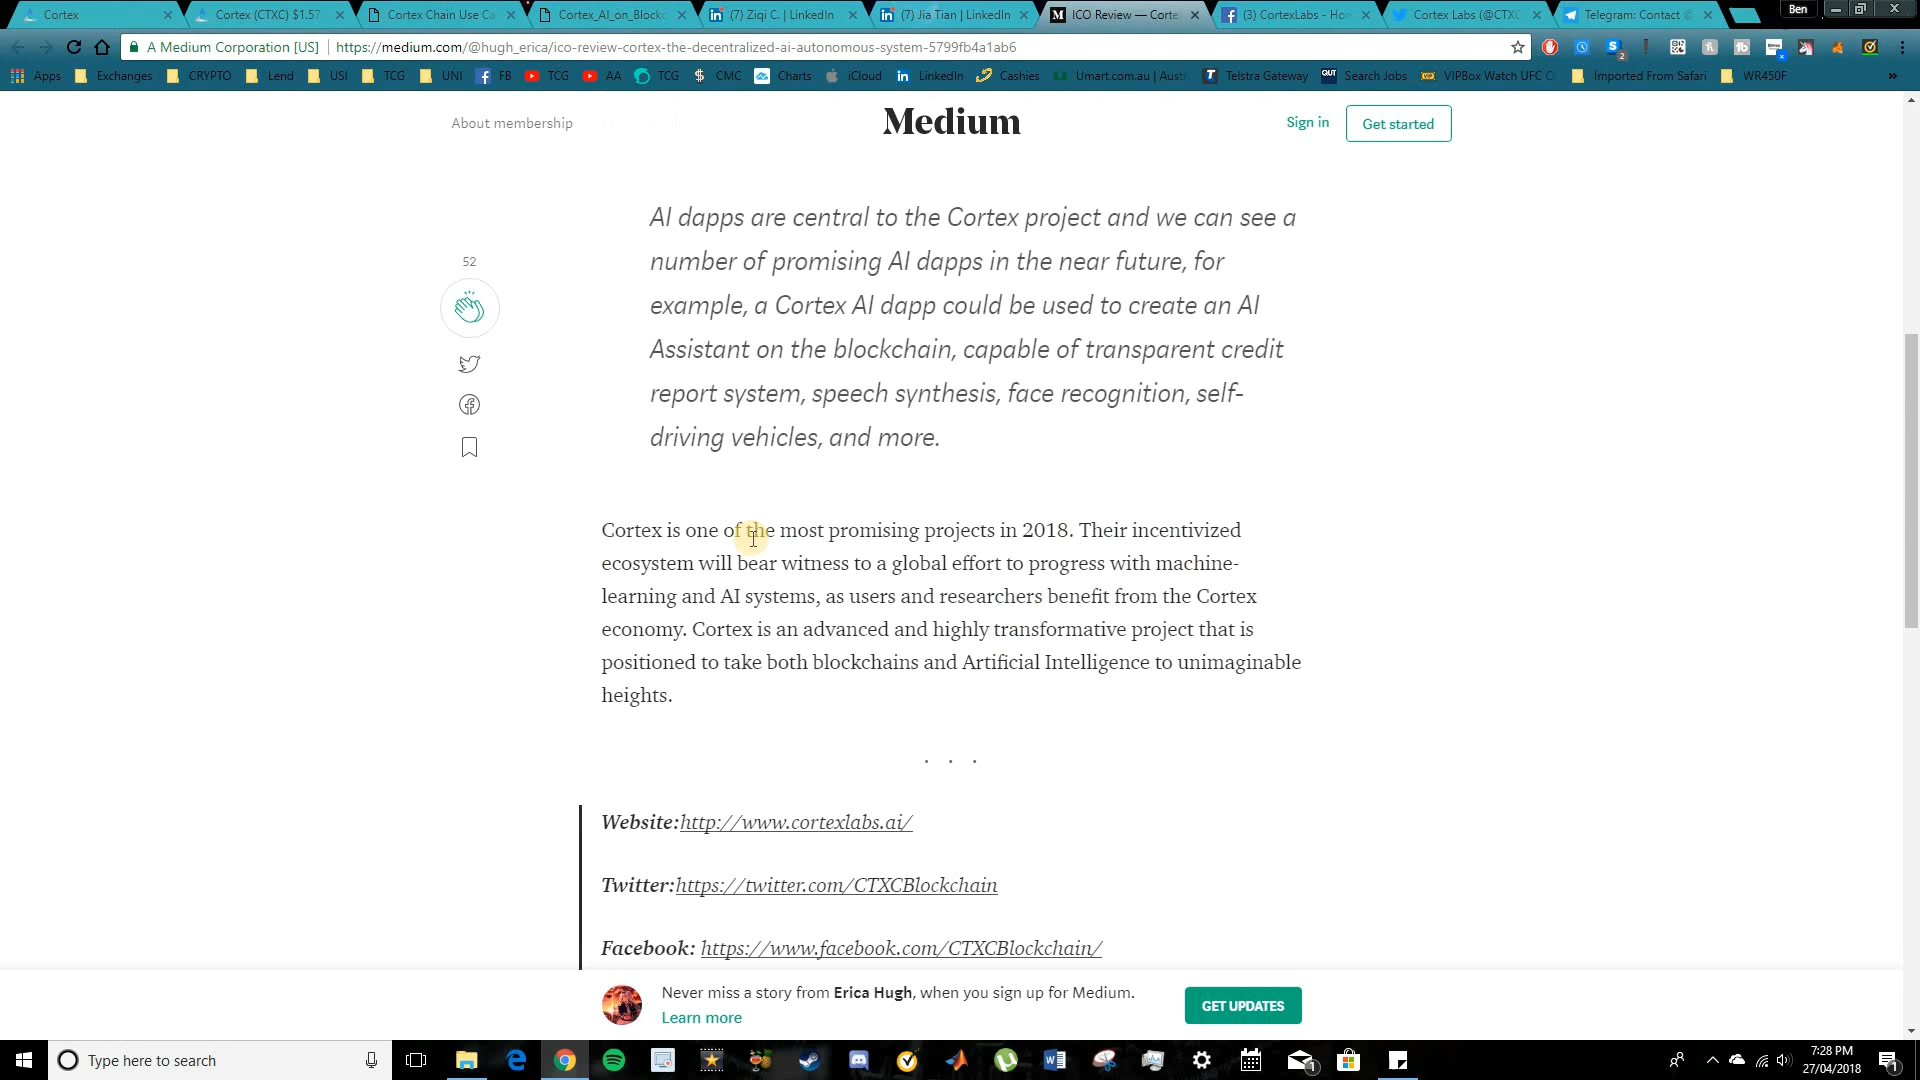 Cortex
Cortex (CTXC) $1.57
Cortex Chain Use Ca
Cortex_AI_on_Block
(7) Ziqi C. | LinkedIn
(7) Jia Tian | LinkedIn
ICO Review — Corte
(3) CortexLabs - Ho
Cortex Labs (@CTXC
Telegram: Contact @
Ben
A Medium Corporation [US]
https://medium.com/@hugh_erica/ico-review-cortex-the-decentralized-ai-autonomous-system-5799fb4a1ab6
Apps
Exchanges
CRYPTO
Lend
USI
TCG
UNI
FB
TCG
AA
TCG
CMC
Charts
iCloud
LinkedIn
Cashies
Umart.com.au | Aust
Telstra Gateway
Search Jobs
VIPBox Watch UFC O
Imported From Safari
WR450F
About membership
Medium
Sign in
Get started
AI dapps are central to the Cortex project and we can see a
number of promising AI dapps in the near future, for
example, a Cortex AI dapp could be used to create an AI
Assistant on the blockchain, capable of transparent credit
report system, speech synthesis, face recognition, self-
driving vehicles, and more.
52
Cortex is one of the most promising projects in 2018. Their incentivized
ecosystem will bear witness to a global effort to progress with machine-
learning and AI systems, as users and researchers benefit from the Cortex
economy. Cortex is an advanced and highly transformative project that is
positioned to take both blockchains and Artificial Intelligence to unimaginable
heights.
. . .
Website:http://www.cortexlabs.ai/
Twitter:https://twitter.com/CTXCBlockchain
Facebook: https://www.facebook.com/CTXCBlockchain/
Never miss a story from Erica Hugh, when you sign up for Medium.
Learn more
GET UPDATES
Type here to search
7:28 PM
27/04/2018